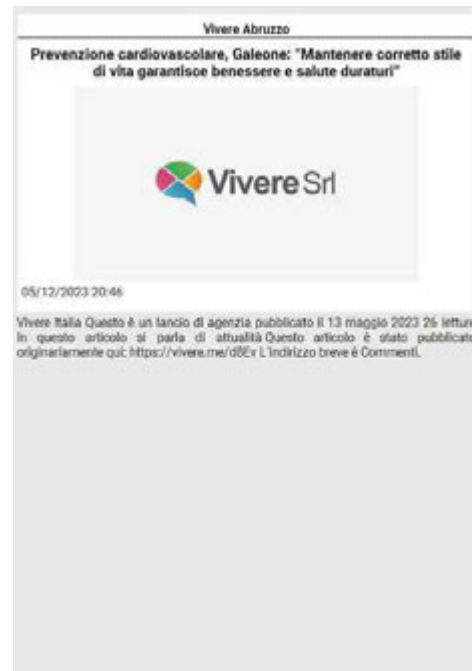 Vivere Abruzzo
Prevenzione cardiovascolare, Galeone: "Mantenere corretto stile
di vita garantisce benessere e salute duraturi"
Vivere Srl
05/12/2023 20:46
Vivere Italia Questo è un lancio di agenzia pubblicato il 13 maggio 2023 26 letture
In questo articolo si parla di attualità Questo articolo è stato pubblicato
originariamente qui: https://vivere.me/d8Ev L'indirizzo breve è Commenti.